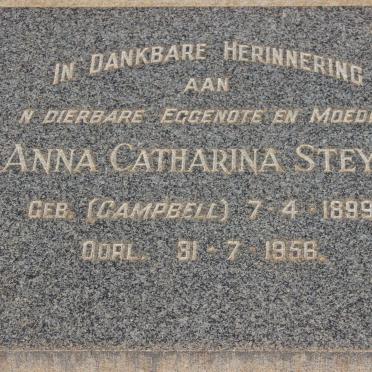 IN DANKBARE HERINNERING
AAN
N DIERBARE EGGENOTE EN MOED
ANNA CATHARINA STEY
GEB. (CAMPBELL) 7-4-1899
OORL. 31-7-1956.